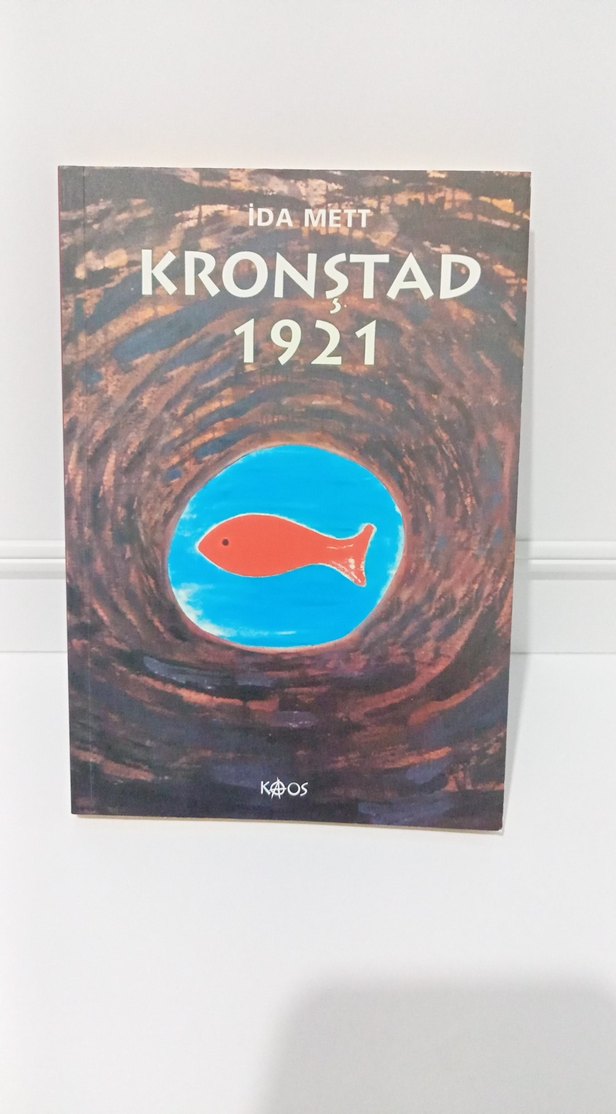 İDA METT
KRONŞTAD
1921
KAOS